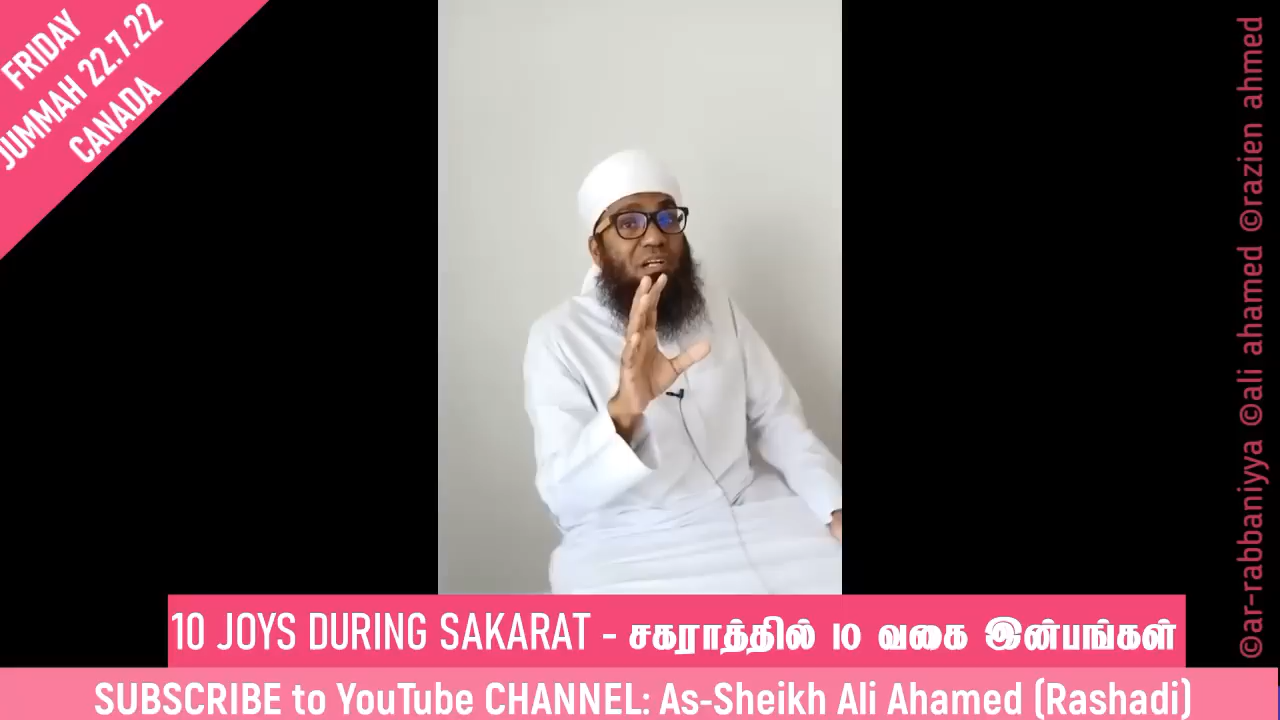 FRIDAY
JUMMAH 22.7.22
CANADA
©ar-rabbaniyya ©ali ahamed ©razien ahmed
10 JOYS DURING SAKARAT - சகராத்தில் 10 வகை இன்பங்கள்
SUBSCRIBE to YouTube CHANNEL: As-Sheikh Ali Ahamed (Rashadi)